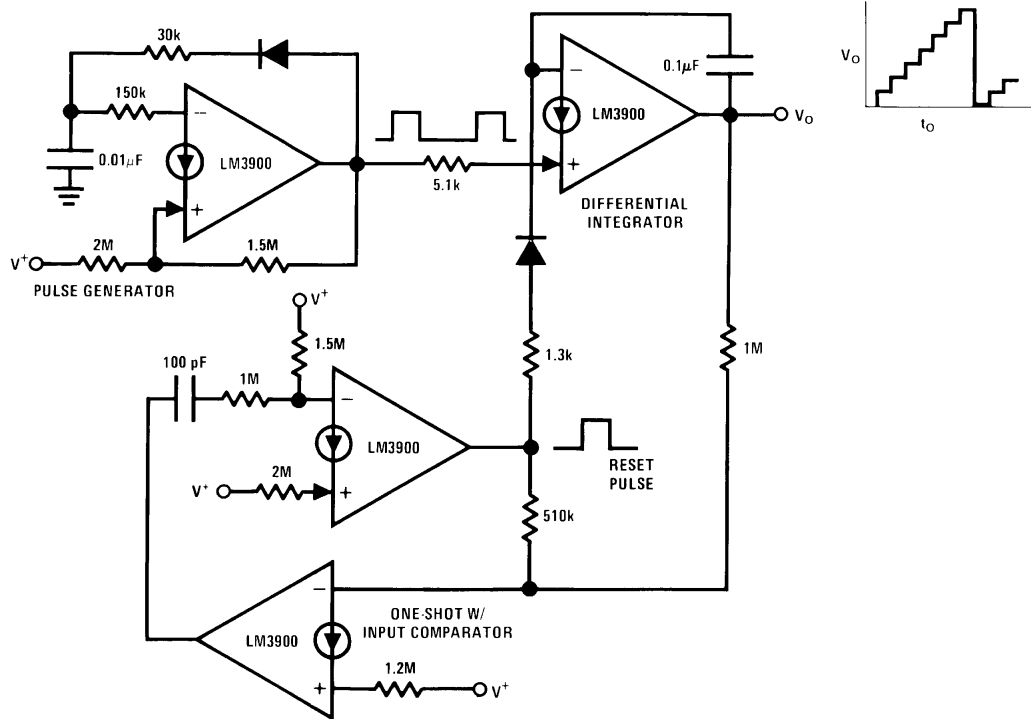 30k
150k
−
0.01μF
LM3900
+
2M
V+
1.5M
PULSE GENERATOR
5.1k
−
LM3900
+
0.1μF
VO
DIFFERENTIAL
INTEGRATOR
VO
tO
V+
1.5M
100 pF
1M
−
LM3900
2M
V+
+
1.3k
1M
RESET
PULSE
510k
−
ONE-SHOT W/
INPUT COMPARATOR
LM3900
1.2M
+
V+